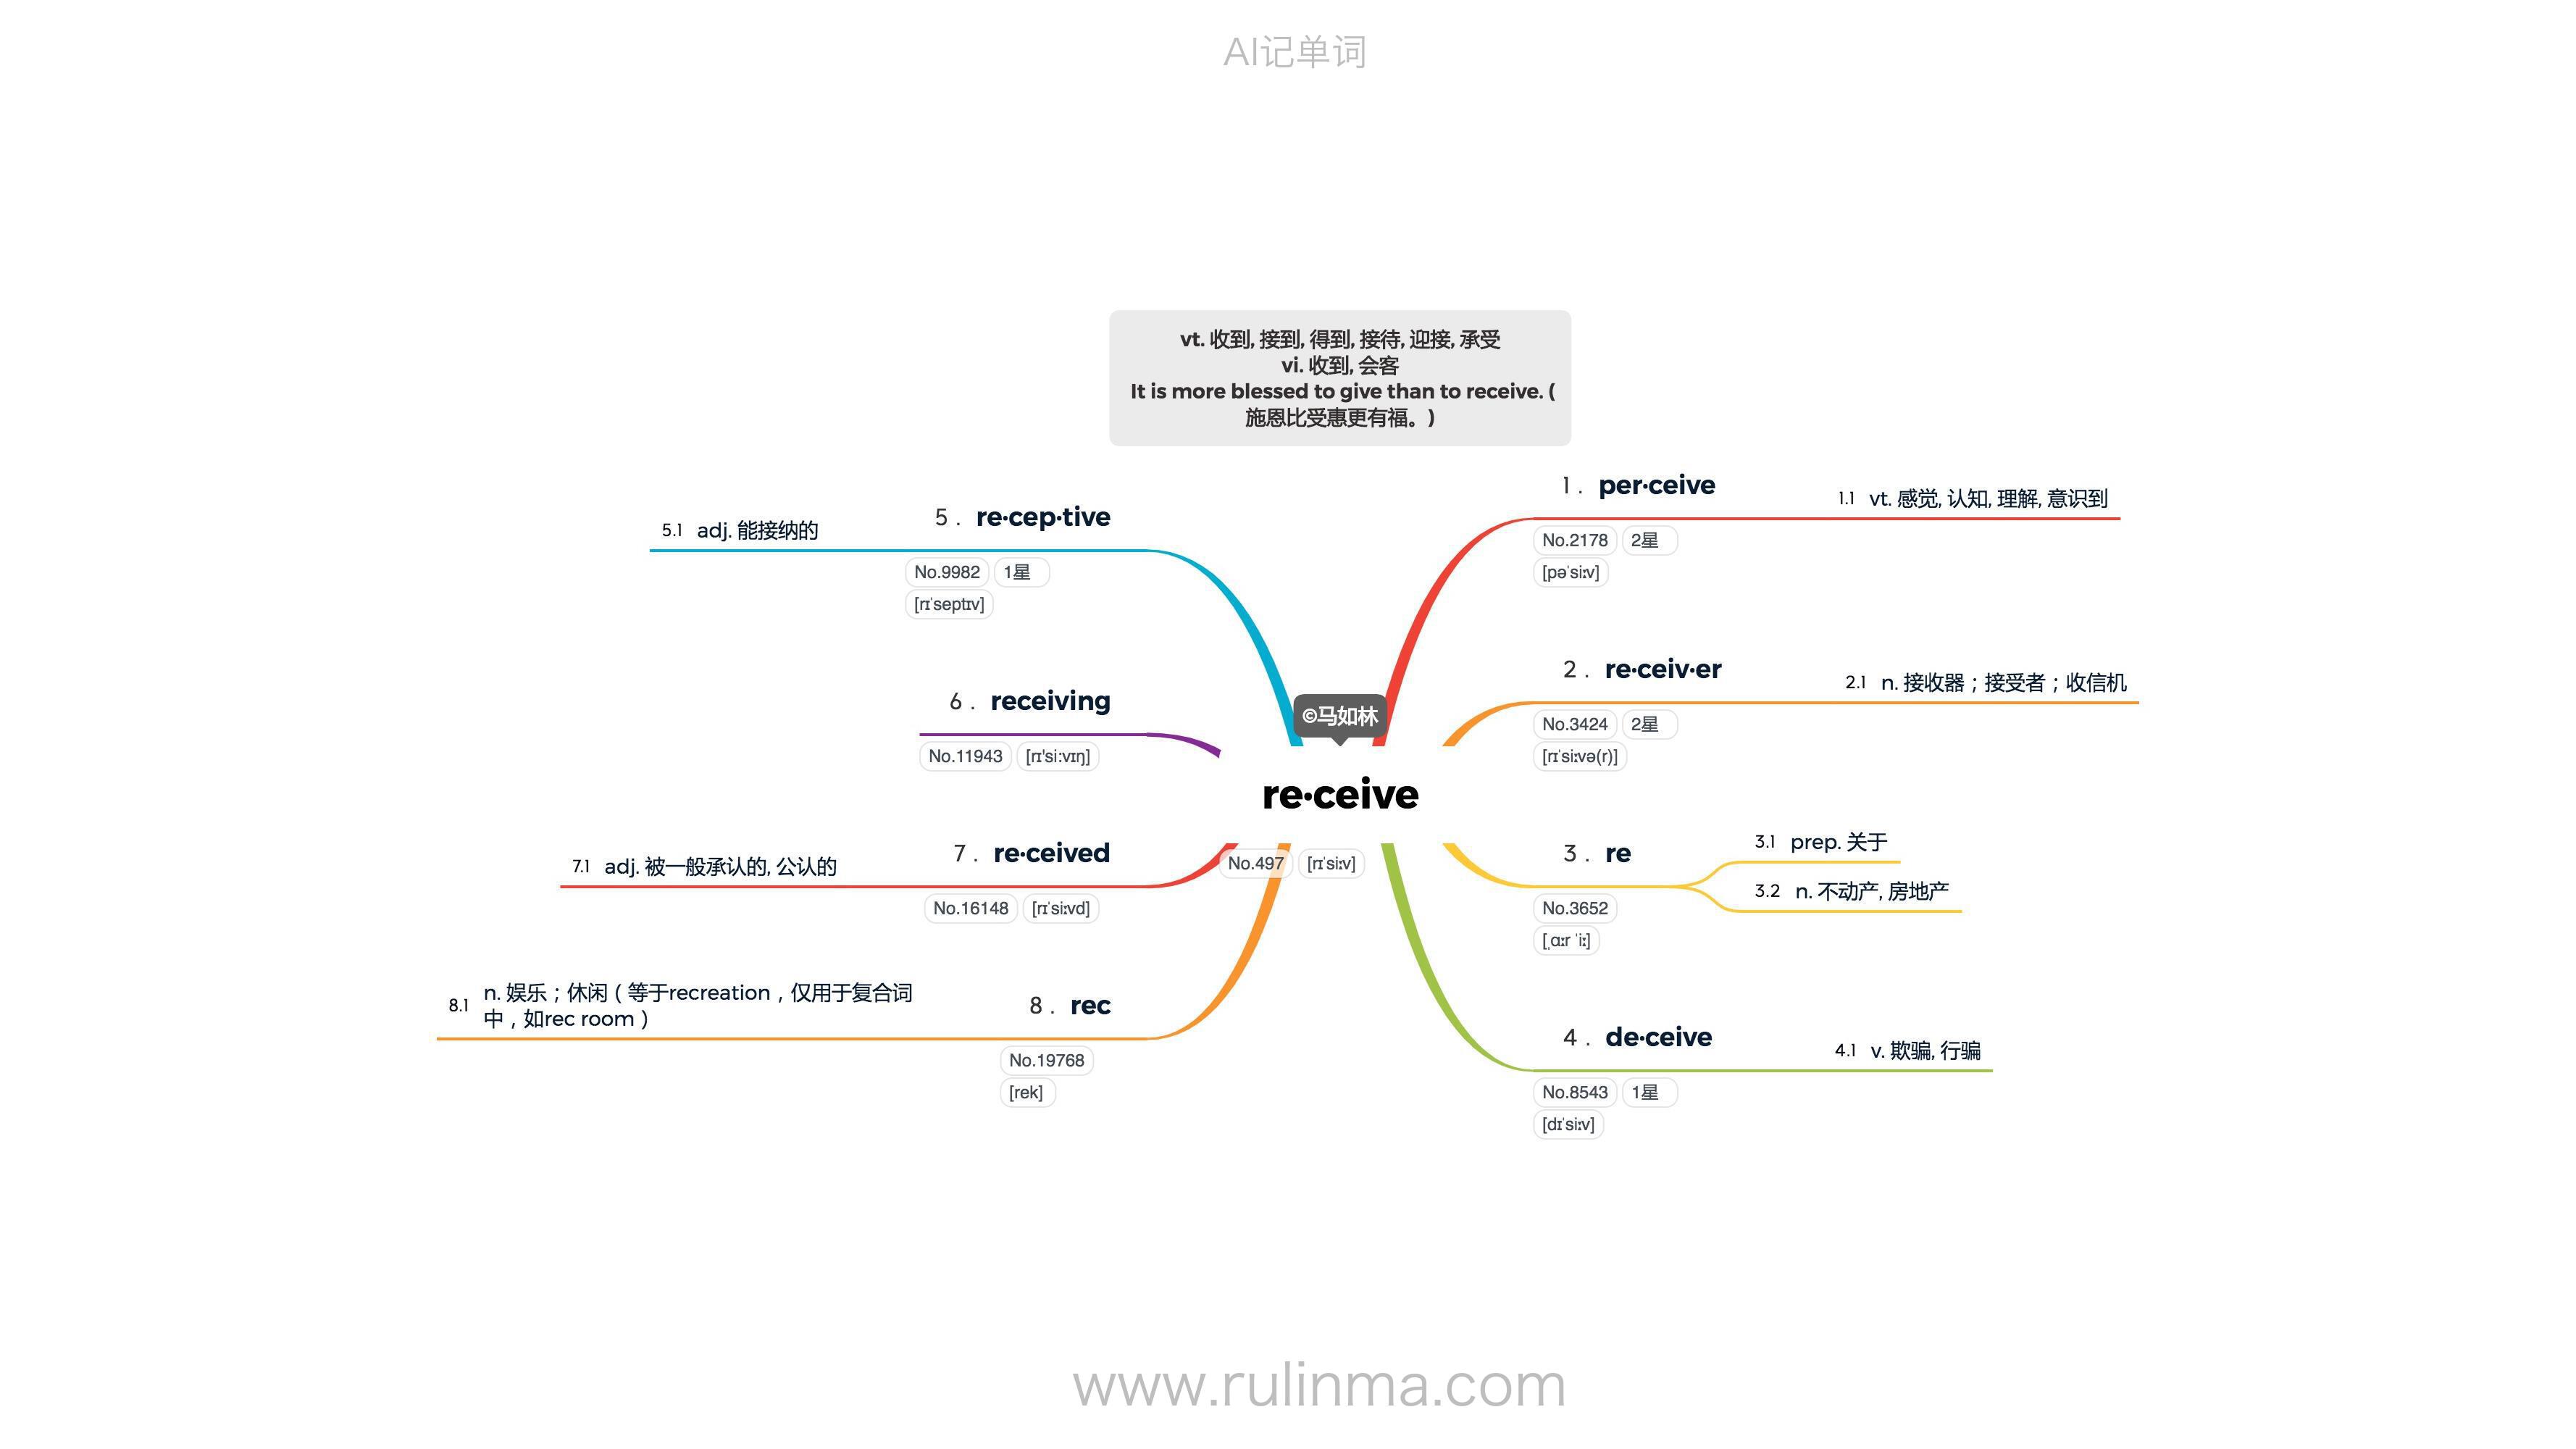 AI记单词
vt. 收到, 接到, 得到, 接待, 迎接, 承受
vi. 收到, 会客
It is more blessed to give than to receive. (
施恩比受惠更有福。)
©马如林
re·ceive
No.497 [rɪˈsiːv]
1 . per·ceive
1.1 vt. 感觉, 认知, 理解, 意识到
No.2178 2星
[pəˈsiːv]
2 . re·ceiv·er
2.1 n. 接收器；接受者；收信机
No.3424 2星
[rɪˈsiːvə(r)]
3 . re
3.1 prep. 关于
3.2 n. 不动产, 房地产
No.3652
[ˌɑːr ˈiː]
4 . de·ceive
4.1 v. 欺骗, 行骗
No.8543 1星
[dɪˈsiːv]
5 . re·cep·tive
5.1 adj. 能接纳的
No.9982 1星
[rɪˈseptɪv]
6 . receiving
No.11943 [rɪ'si:vɪŋ]
7 . re·ceived
7.1 adj. 被一般承认的, 公认的
No.16148 [rɪˈsiːvd]
8 . rec
8.1 n. 娱乐；休闲（等于recreation，仅用于复合词
中，如rec room）
No.19768
[rek]
www.rulinma.com